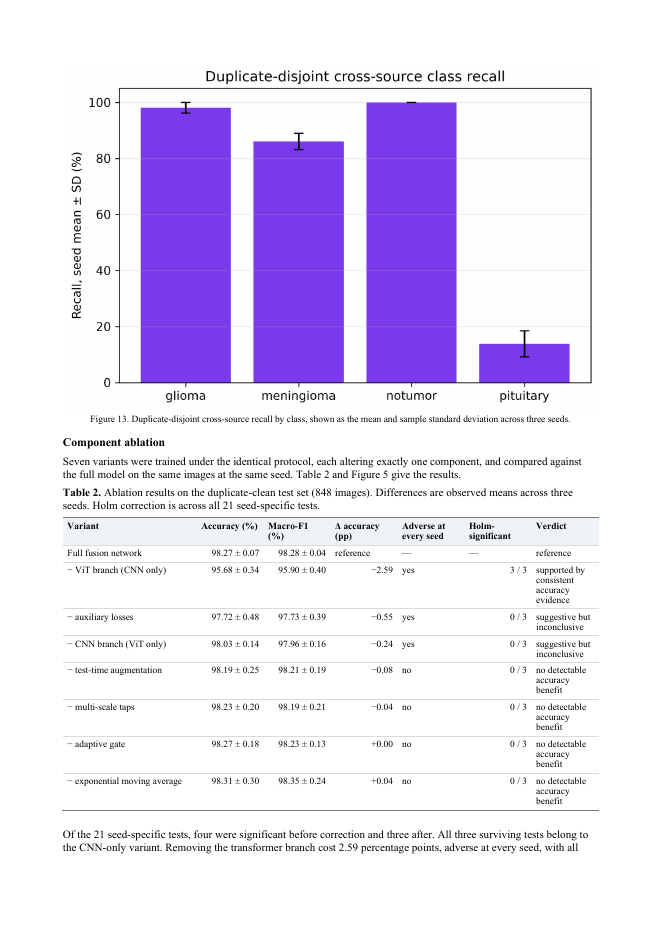 Duplicate-disjoint cross-source class recall
100
80
60
40
20
0
Recall, seed mean ± SD (%)
glioma meningioma notumor pituitary
Figure 13. Duplicate-disjoint cross-source recall by class, shown as the mean and sample standard deviation across three seeds.
Component ablation
Seven variants were trained under the identical protocol, each altering exactly one component, and compared against
the full model on the same images at the same seed. Table 2 and Figure 5 give the results.
Table 2. Ablation results on the duplicate-clean test set (848 images). Differences are observed means across three
seeds. Holm correction is across all 21 seed-specific tests.
Variant Accuracy (%) Macro-F1 (%) Δ accuracy (pp) Adverse at every seed Holm-significant Verdict
Full fusion network 98.27 ± 0.07 98.28 ± 0.04 reference — — reference
− ViT branch (CNN only) 95.68 ± 0.34 95.90 ± 0.40 −2.59 yes 3 / 3 supported by consistent accuracy evidence
− auxiliary losses 97.72 ± 0.48 97.73 ± 0.39 −0.55 yes 0 / 3 suggestive but inconclusive
− CNN branch (ViT only) 98.03 ± 0.14 97.96 ± 0.16 −0.24 yes 0 / 3 suggestive but inconclusive
− test-time augmentation 98.19 ± 0.25 98.21 ± 0.19 −0.08 no 0 / 3 no detectable accuracy benefit
− multi-scale taps 98.23 ± 0.20 98.19 ± 0.21 −0.04 no 0 / 3 no detectable accuracy benefit
− adaptive gate 98.27 ± 0.18 98.23 ± 0.13 +0.00 no 0 / 3 no detectable accuracy benefit
− exponential moving average 98.31 ± 0.30 98.35 ± 0.24 +0.04 no 0 / 3 no detectable accuracy benefit
Of the 21 seed-specific tests, four were significant before correction and three after. All three surviving tests belong to
the CNN-only variant. Removing the transformer branch cost 2.59 percentage points, adverse at every seed, with all